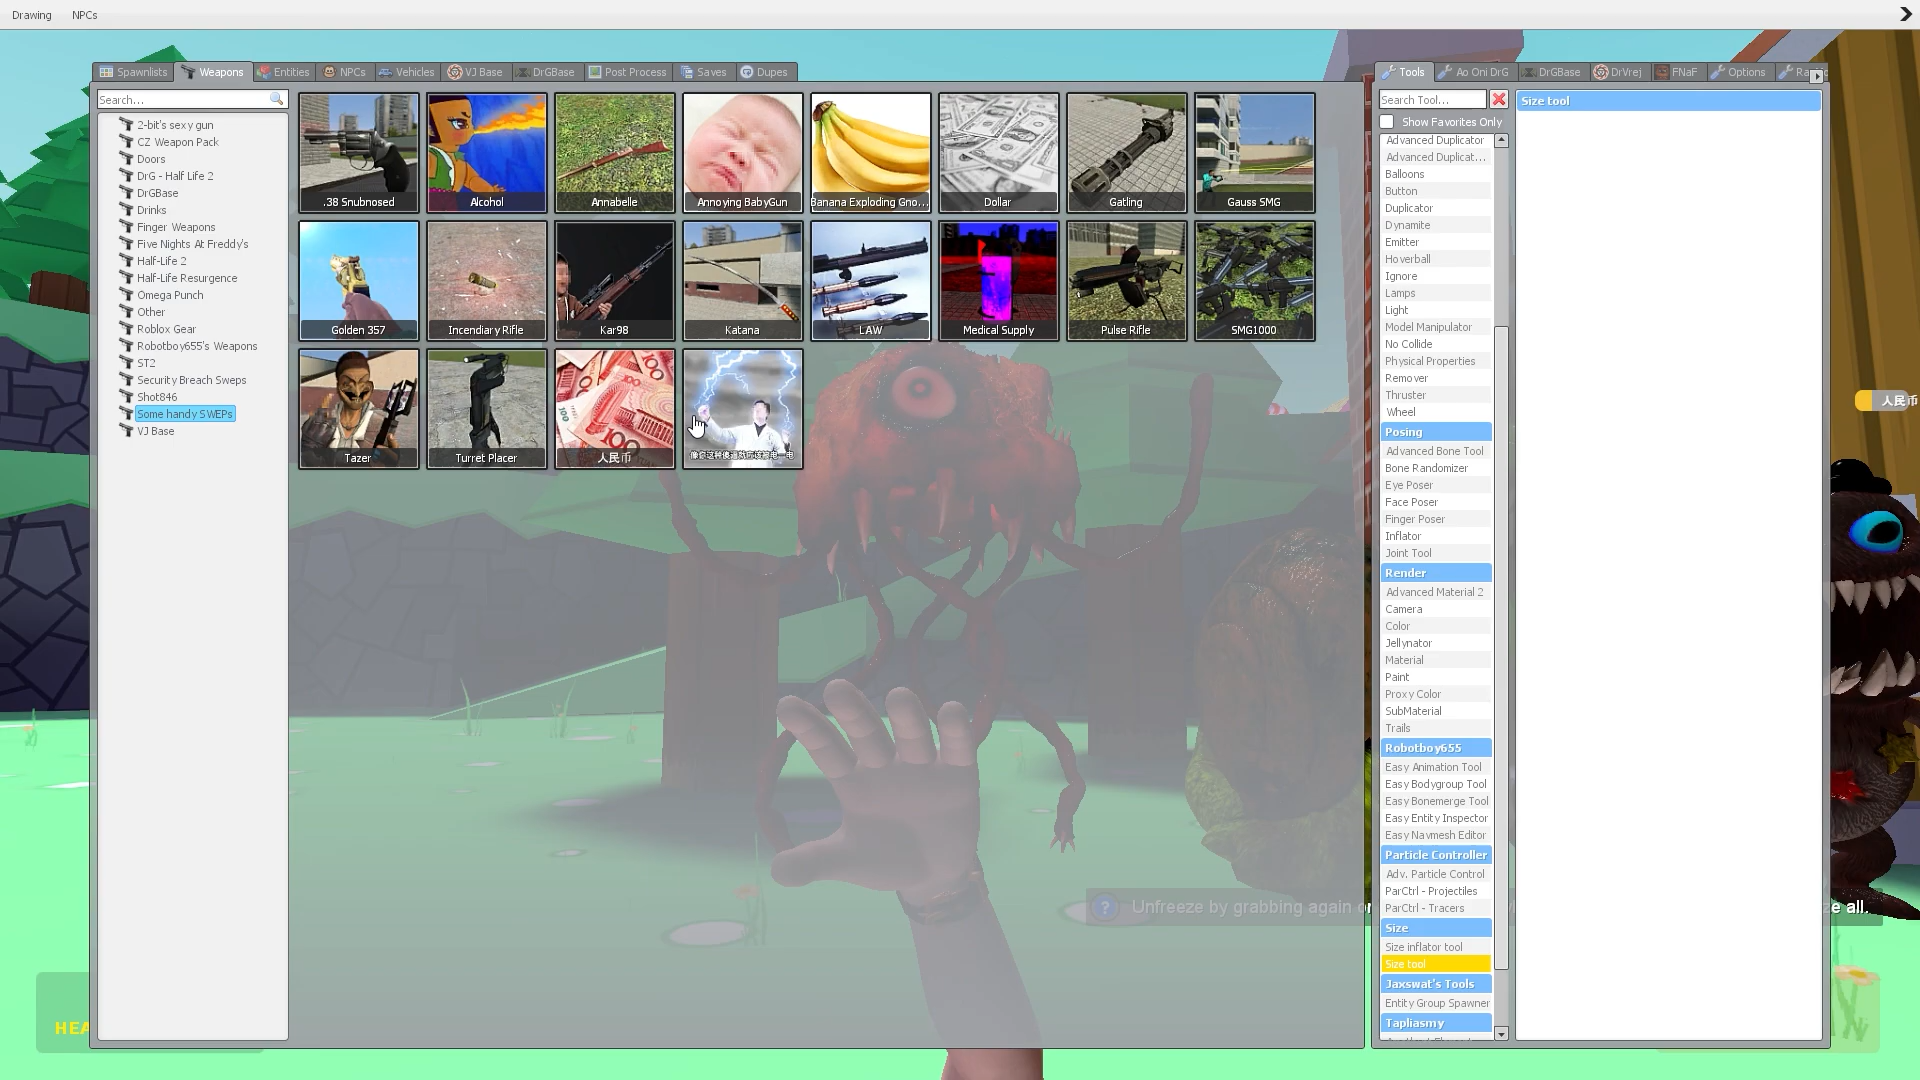 Drawing NPCs
Spawnlists Weapons Entities NPCs Vehicles VJ Base DrGBase Post Process Saves Dupes
Search...
2-bit's sexy gun
CZ Weapon Pack
Doors
DrG - Half Life 2
DrGBase
Drinks
Finger Weapons
Five Nights At Freddy's
Half-Life 2
Half-Life Resurgence
Omega Punch
Other
Roblox Gear
Robotboy655's Weapons
ST2
Security Breach Sweps
Shot846
Some handy SWEPs
VJ Base
.38 Snubnosed Alcohol Annabelle Annoying BabyGun Banana Exploding Gno... Dollar Gatling Gauss SMG
Golden 357 Incendiary Rifle Kar98 Katana LAW Medical Supply Pulse Rifle SMG1000
Tazer Turret Placer 人民币
Tools Ao Oni DrG DrGBase DrVrej FNaF Options
Search Tool...
Show Favorites Only
Advanced Duplicator
Advanced Duplicat...
Balloons
Button
Duplicator
Dynamite
Emitter
Hoverball
Ignore
Lamps
Light
Model Manipulator
No Collide
Physical Properties
Remover
Thruster
Wheel
Posing
Advanced Bone Tool
Bone Randomizer
Eye Poser
Face Poser
Finger Poser
Inflator
Joint Tool
Render
Advanced Material 2
Camera
Color
Jellynator
Material
Paint
Proxy Color
SubMaterial
Trails
Robotboy655
Easy Animation Tool
Easy Bodygroup Tool
Easy Bonemerge Tool
Easy Entity Inspector
Easy Navmesh Editor
Particle Controller
Adv. Particle Control
ParCtrl - Projectiles
ParCtrl - Tracers
Size
Size inflator tool
Size tool
Jaxswat's Tools
Entity Group Spawner
Tapliasmy
Size tool
人民币
Unfreeze by grabbing again
all.
HEA